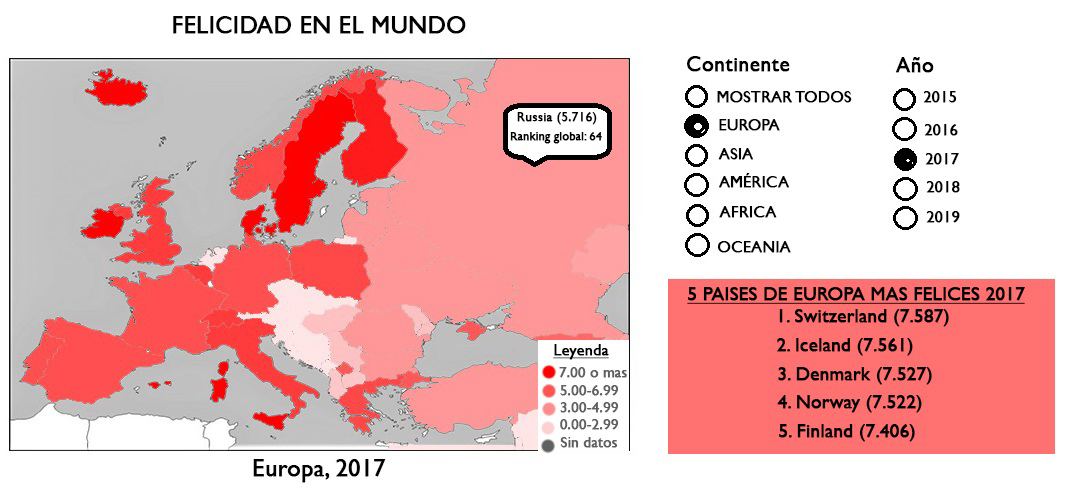 FELICIDAD EN EL MUNDO
Russia (5.716)
Ranking global: 64
Leyenda
7.00 o mas
5.00-6.99
3.00-4.99
0.00-2.99
Sin datos
Europa, 2017
Continente
MOSTRAR TODOS
EUROPA
ASIA
AMÉRICA
AFRICA
OCEANIA
Año
2015
2016
2017
2018
2019
5 PAISES DE EUROPA MAS FELICES 2017
1. Switzerland (7.587)
2. Iceland (7.561)
3. Denmark (7.527)
4. Norway (7.522)
5. Finland (7.406)